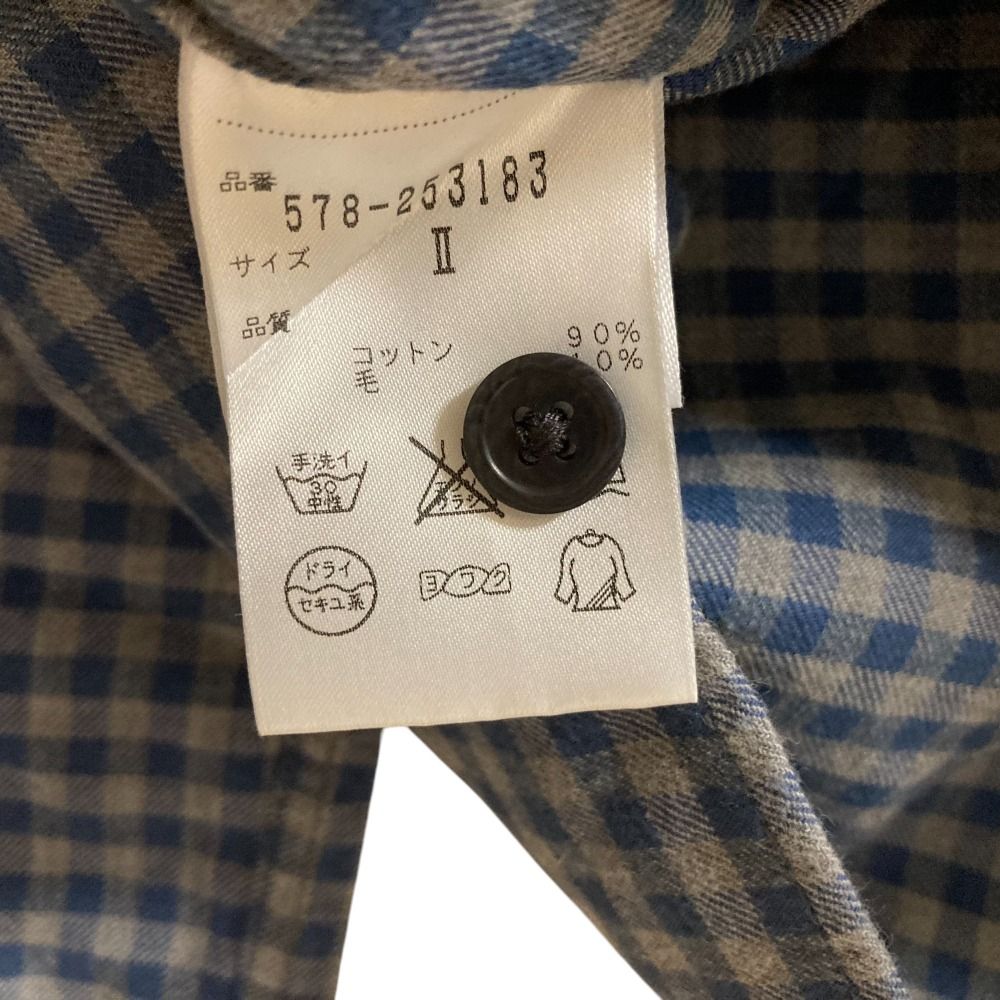 品番
578-253183
サイズ
II
品質
コットン 90%
毛 10%
手洗イ
30
中性
ドライ
セキユ系
ヨワク